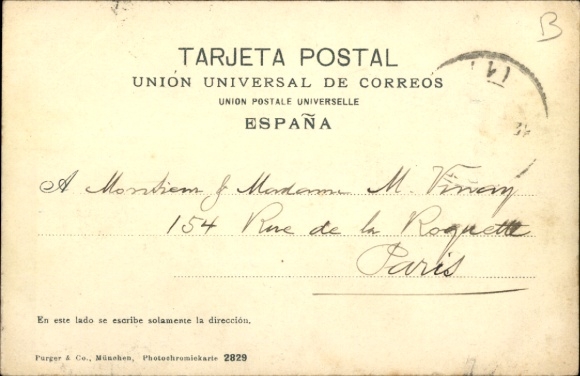 B
TARJETA POSTAL
UNIÓN UNIVERSAL DE CORREOS
UNION POSTALE UNIVERSELLE
ESPAÑA
A Monsieur & Madame M. Vinay
154 Rue de la Roquette
Paris
En este lado se escribe solamente la dirección.
Purger & Co., München, Photochromiekarte 2829